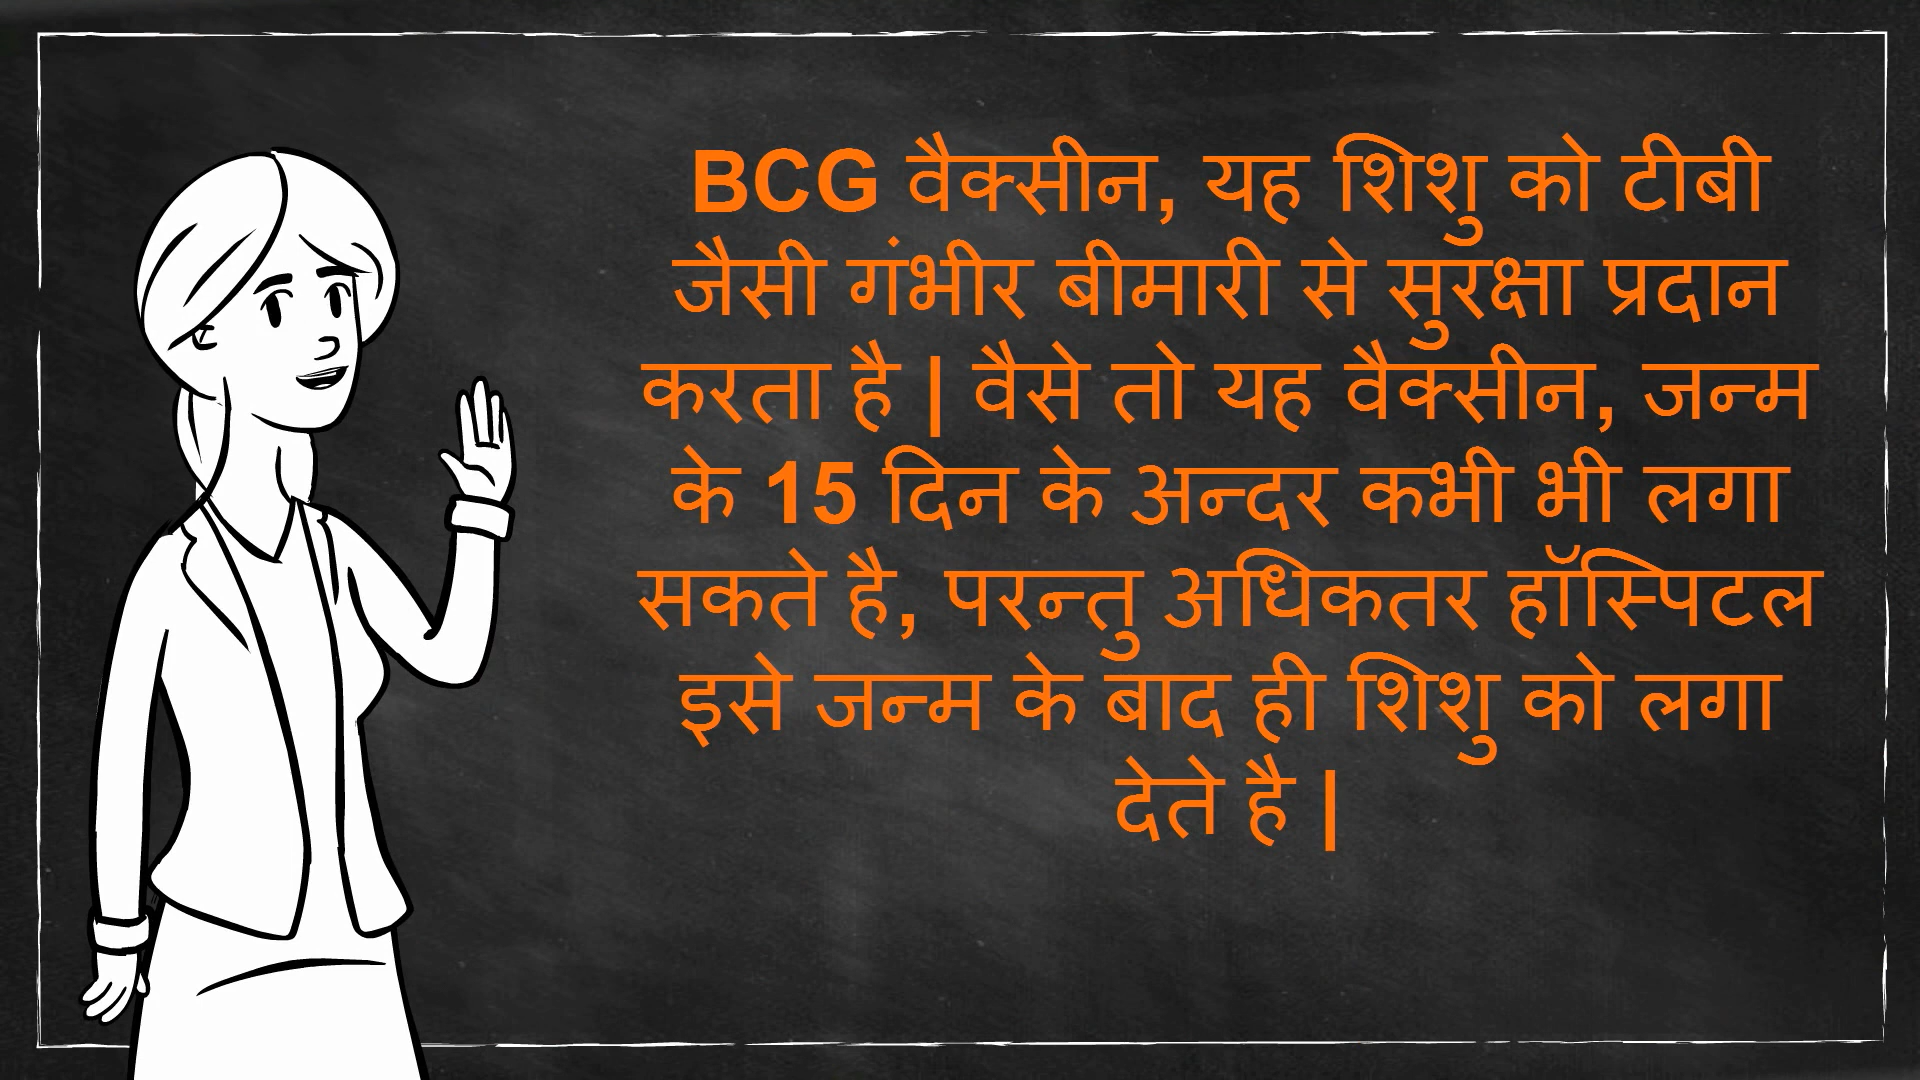 BCG वैक्सीन, यह शिशु को टीबी
जैसी गंभीर बीमारी से सुरक्षा प्रदान
करता है | वैसे तो यह वैक्सीन, जन्म
के 15 दिन के अन्दर कभी भी लगा
सकते है, परन्तु अधिकतर हॉस्पिटल
इसे जन्म के बाद ही शिशु को लगा
देते है |